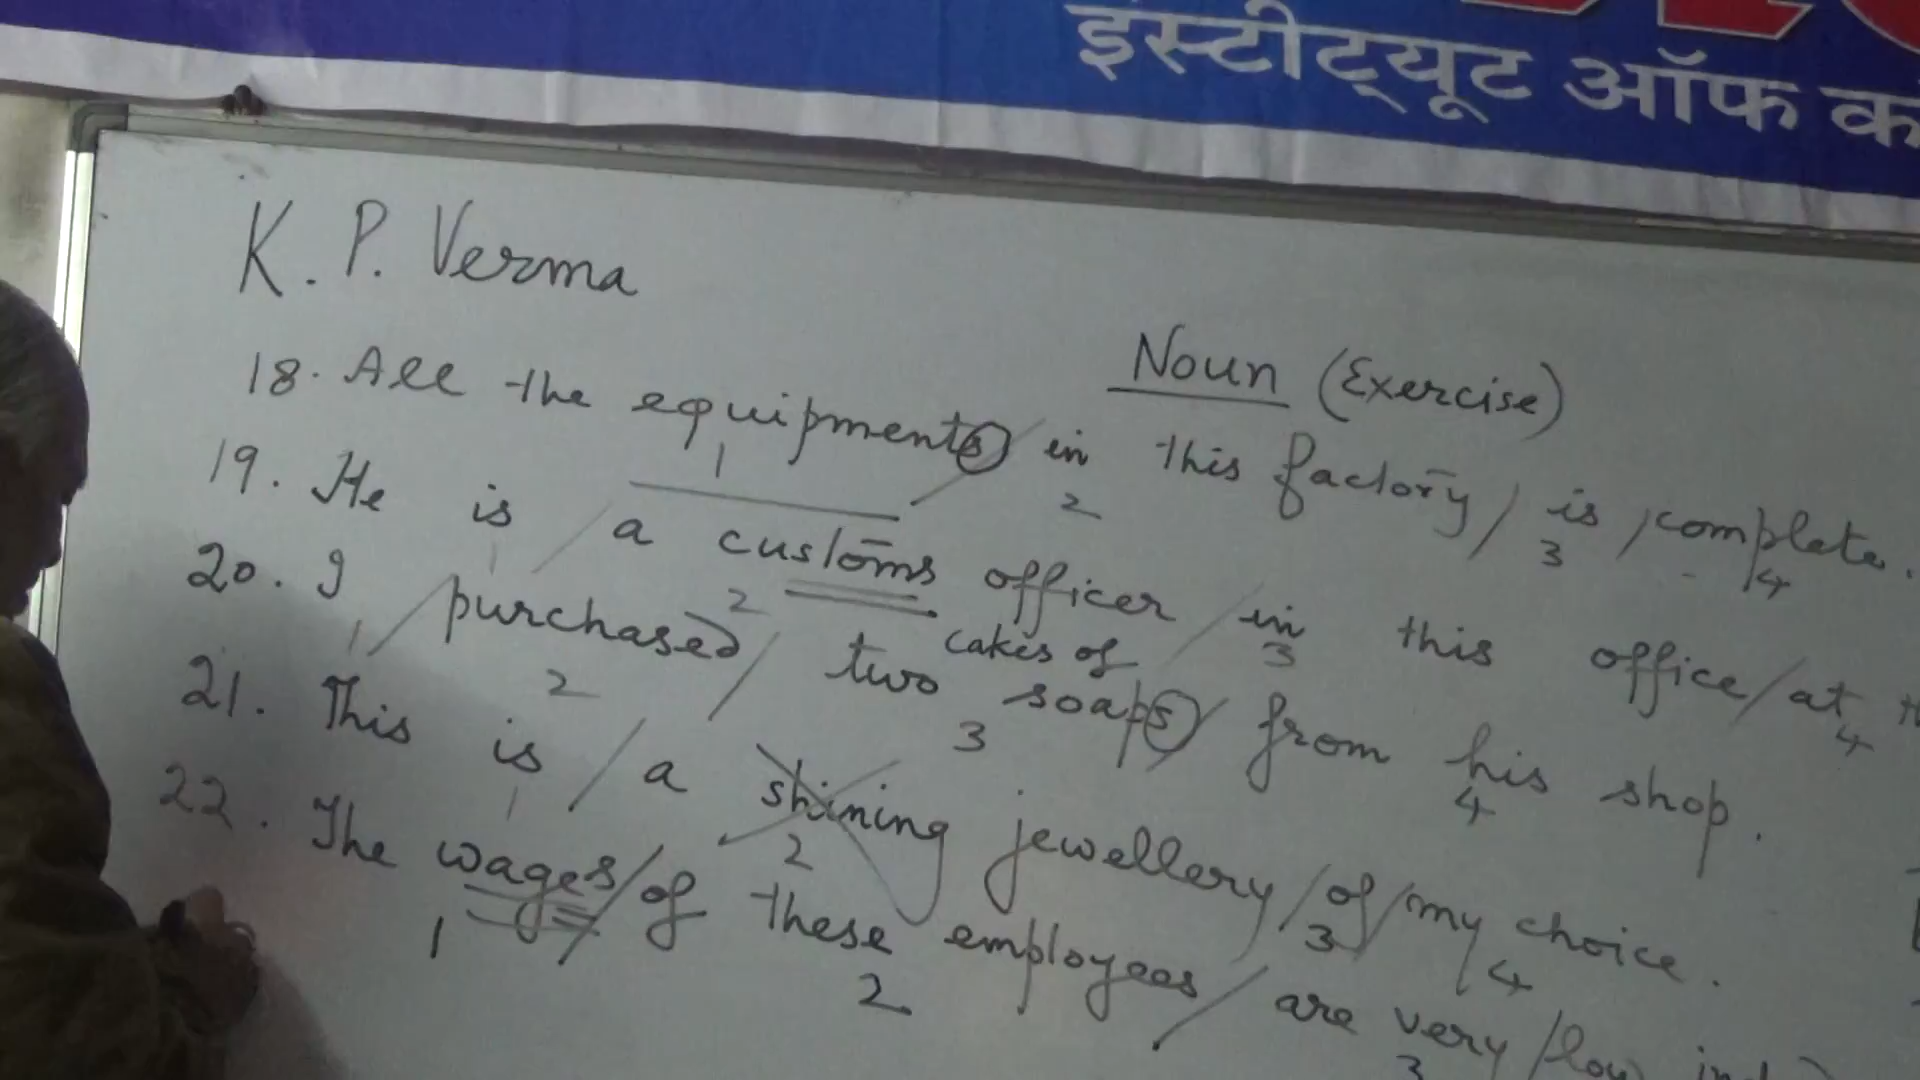 इंस्टीट्यूट ऑफ
K. P. Verma
Noun (Exercise)
18. All the equipments / in this factory / is / complete.
1 2 3 4
19. He is / a customs officer / in this office / at
1 2 3 4
cakes of
20. I / purchased / two soaps / from his shop.
1 2 3 4
21. This is / a shining jewellery / of / my choice.
1 2 3 4
22. The wages / of these employees / are very / low
1 2 3